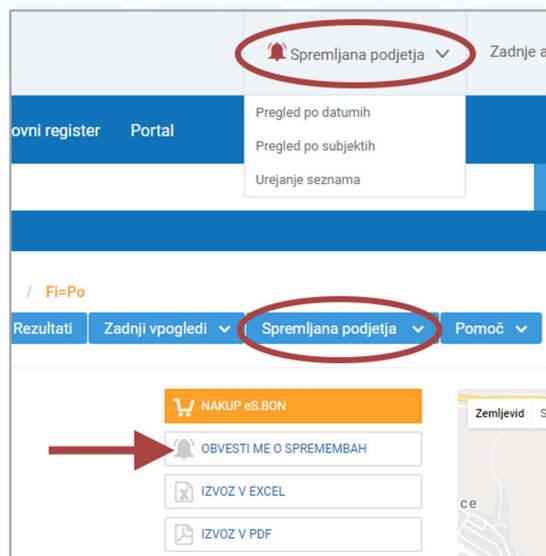 Spremljana podjetja
Zadnje a
Pregled po datumih
ovni register
Portal
Pregled po subjektih
Urejanje seznama
/ Fi=Po
Rezultati
Zadnji vpogledi
Spremljana podjetja
Pomoč
NAKUP eS.BON
Zemljevid
S
OBVESTI ME O SPREMEMBAH
IZVOZ V EXCEL
ce
IZVOZ V PDF